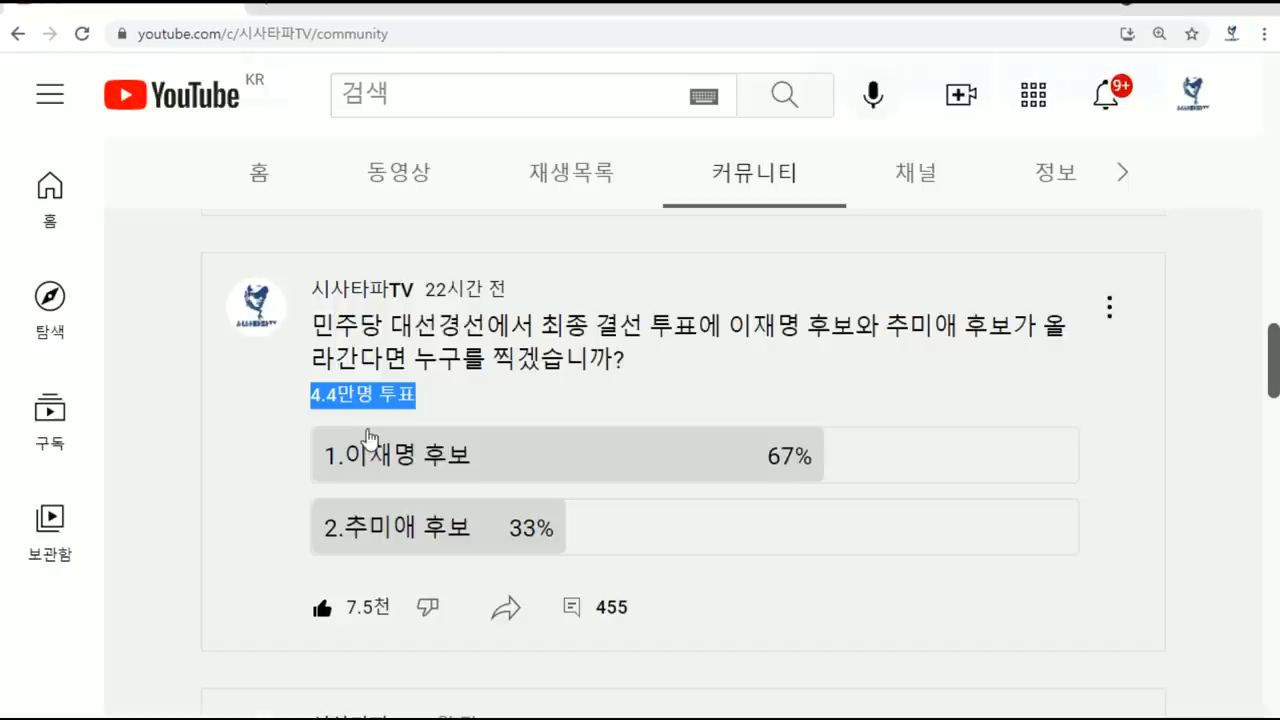 youtube.com/c/시사타파TV/community
YouTube KR
검색
9+
홈 동영상 재생목록 커뮤니티 채널 정보
홈
탐색
구독
보관함
시사타파TV 22시간 전
민주당 대선경선에서 최종 결선 투표에 이재명 후보와 추미애 후보가 올
라간다면 누구를 찍겠습니까?
4.4만명 투표
1.이재명 후보 67%
2.추미애 후보 33%
7.5천 455